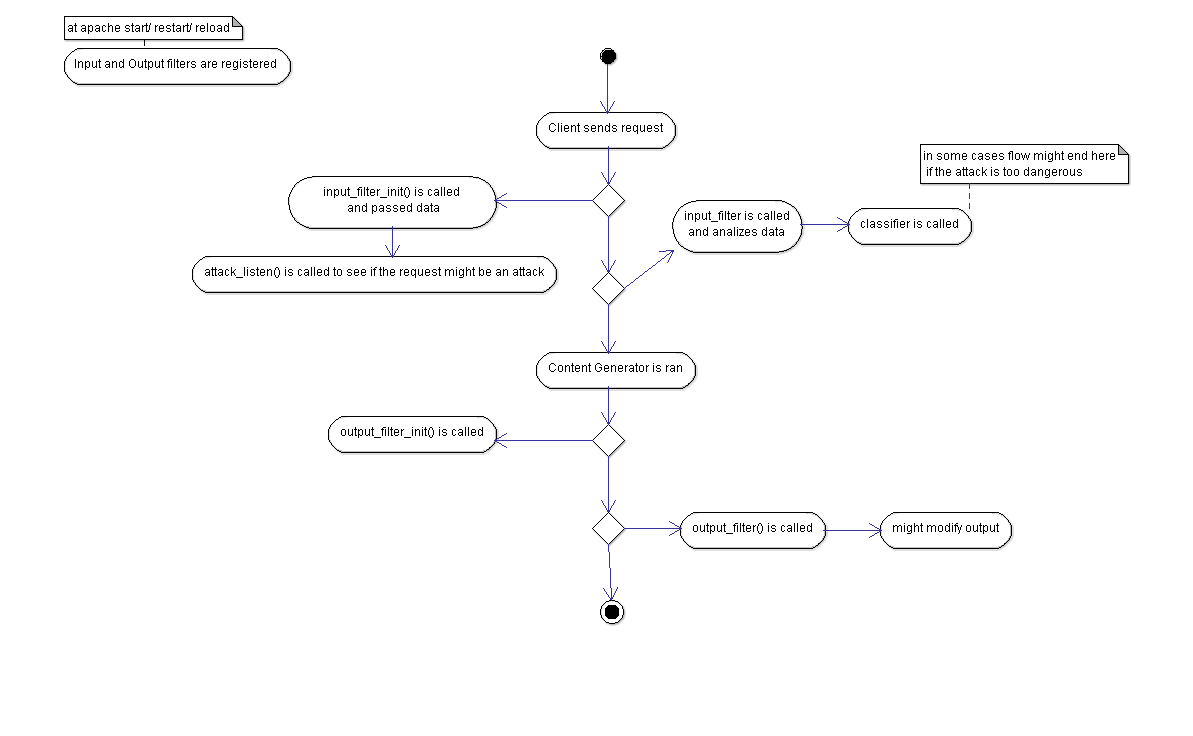 at apache start/ restart/ reload
Input and Output filters are registered
Client sends request
in some cases flow might end here
if the attack is too dangerous
input_filter_init() is called
and passed data
input_filter is called
and analizes data
classifier is called
attack_listen() is called to see if the request might be an attack
Content Generator is ran
output_filter_init() is called
output_filter() is called
might modify output